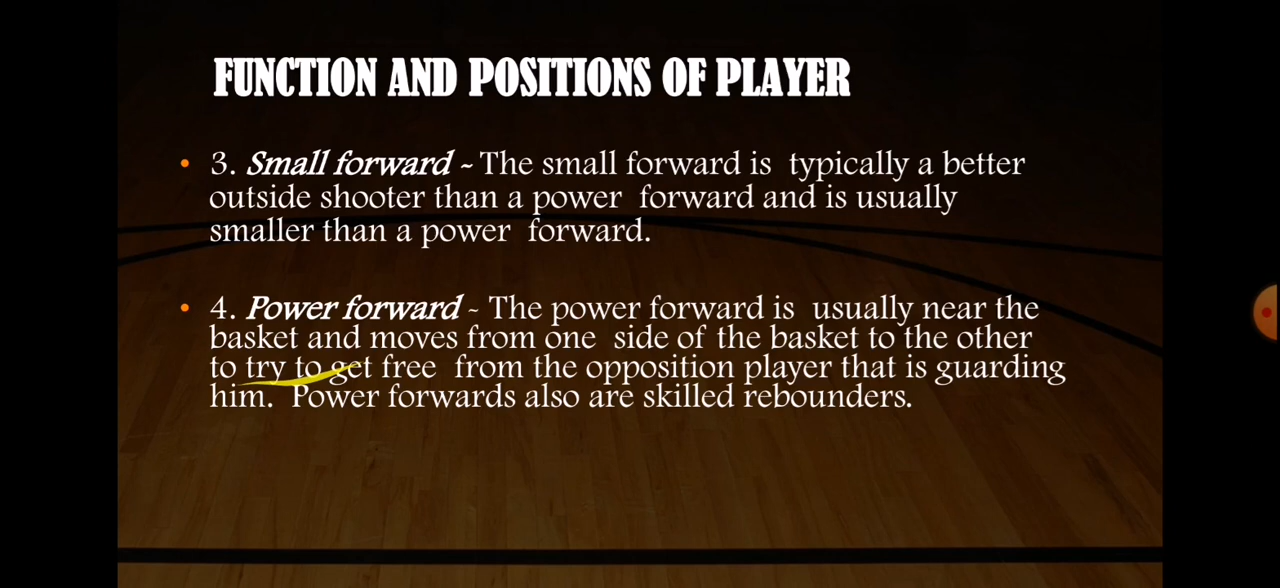 FUNCTION AND POSITIONS OF PLAYER
• 3. Small forward - The small forward is typically a better
outside shooter than a power forward and is usually
smaller than a power forward.
• 4. Power forward - The power forward is usually near the
basket and moves from one side of the basket to the other
to try to get free from the opposition player that is guarding
him. Power forwards also are skilled rebounders.